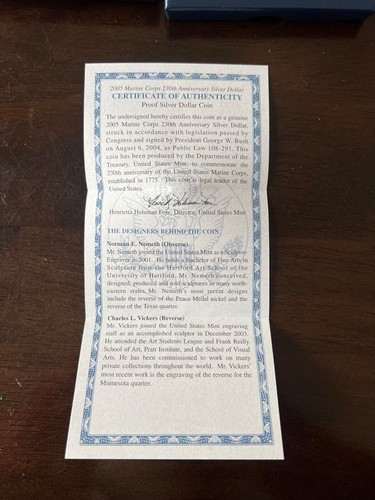 2005 Marine Corps 230th Anniversary Silver Dollar
CERTIFICATE OF AUTHENTICITY
Proof Silver Dollar Coin
The undersigned hereby certifies this coin as a genuine
2005 Marine Corps 230th Anniversary Silver Dollar,
struck in accordance with legislation passed by
Congress and signed by President George W. Bush
on August 6, 2004, as Public Law 108-291. This
coin has been produced by the Department of the
Treasury, United States Mint, to commemorate the
230th anniversary of the United States Marine Corps,
established in 1775. This coin is legal tender of the
United States.
Henrietta Holsman Fore, Director, United States Mint
THE DESIGNERS BEHIND THE COIN
Norman E. Nemeth (Obverse)
Mr. Nemeth joined the United States Mint as a Sculptor-
Engraver in 2001. He holds a Bachelor of Fine Arts in
Sculpture from the Hartford Art School of the
University of Hartford. Mr. Nemeth conceived,
designed, produced and sold sculptures in many north-
eastern states. Mr. Nemeth's most recent designs
include the reverse of the Peace Medal nickel and the
reverse of the Texas quarter.
Charles L. Vickers (Reverse)
Mr. Vickers joined the United States Mint engraving
staff as an accomplished sculptor in December 2003.
He attended the Art Students League and Frank Reilly
School of Art, Pratt Institute, and the School of Visual
Arts. He has been commissioned to work on many
private collections throughout the world. Mr. Vickers'
most recent work is the engraving of the reverse for the
Minnesota quarter.